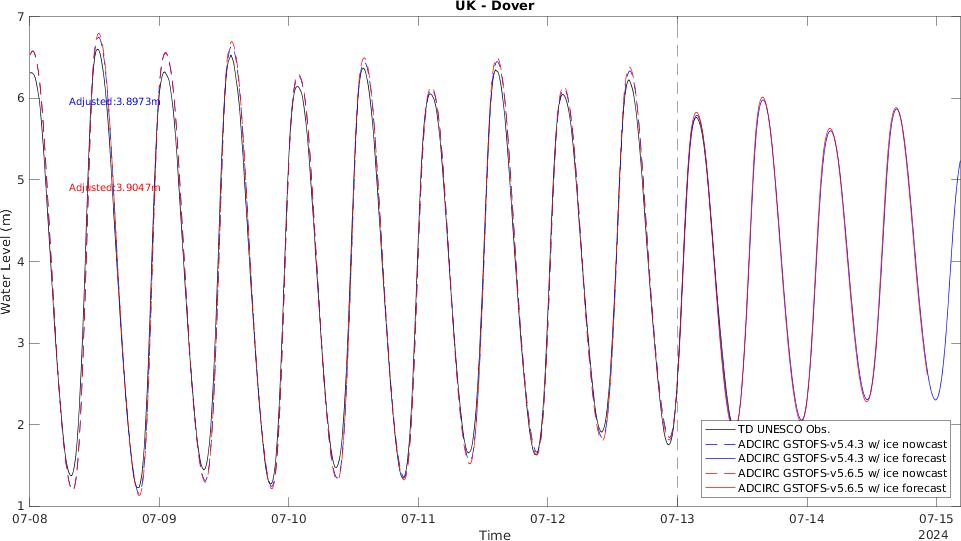 UK - Dover
7
6
5
4
3
2
1
Water Level (m)
Adjusted:3.8973m
Adjusted:3.9047m
TD UNESCO Obs.
ADCIRC GSTOFS-v5.4.3 w/ ice nowcast
ADCIRC GSTOFS-v5.4.3 w/ ice forecast
ADCIRC GSTOFS-v5.6.5 w/ ice nowcast
ADCIRC GSTOFS-v5.6.5 w/ ice forecast
07-08 07-09 07-10 07-11 07-12 07-13 07-14 07-15
Time 2024